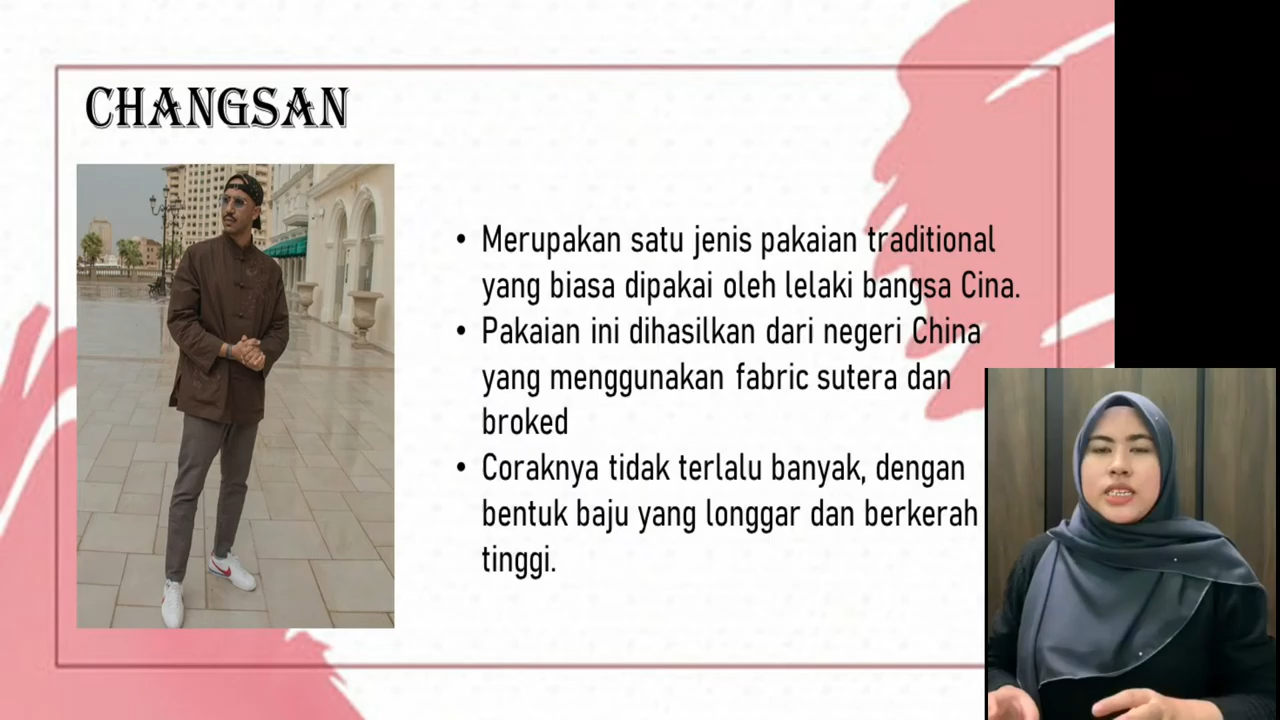 CHANGSAN
• Merupakan satu jenis pakaian traditional
yang biasa dipakai oleh lelaki bangsa Cina.
• Pakaian ini dihasilkan dari negeri China
yang menggunakan fabric sutera dan
broked
• Coraknya tidak terlalu banyak, dengan
bentuk baju yang longgar dan berkerah
tinggi.